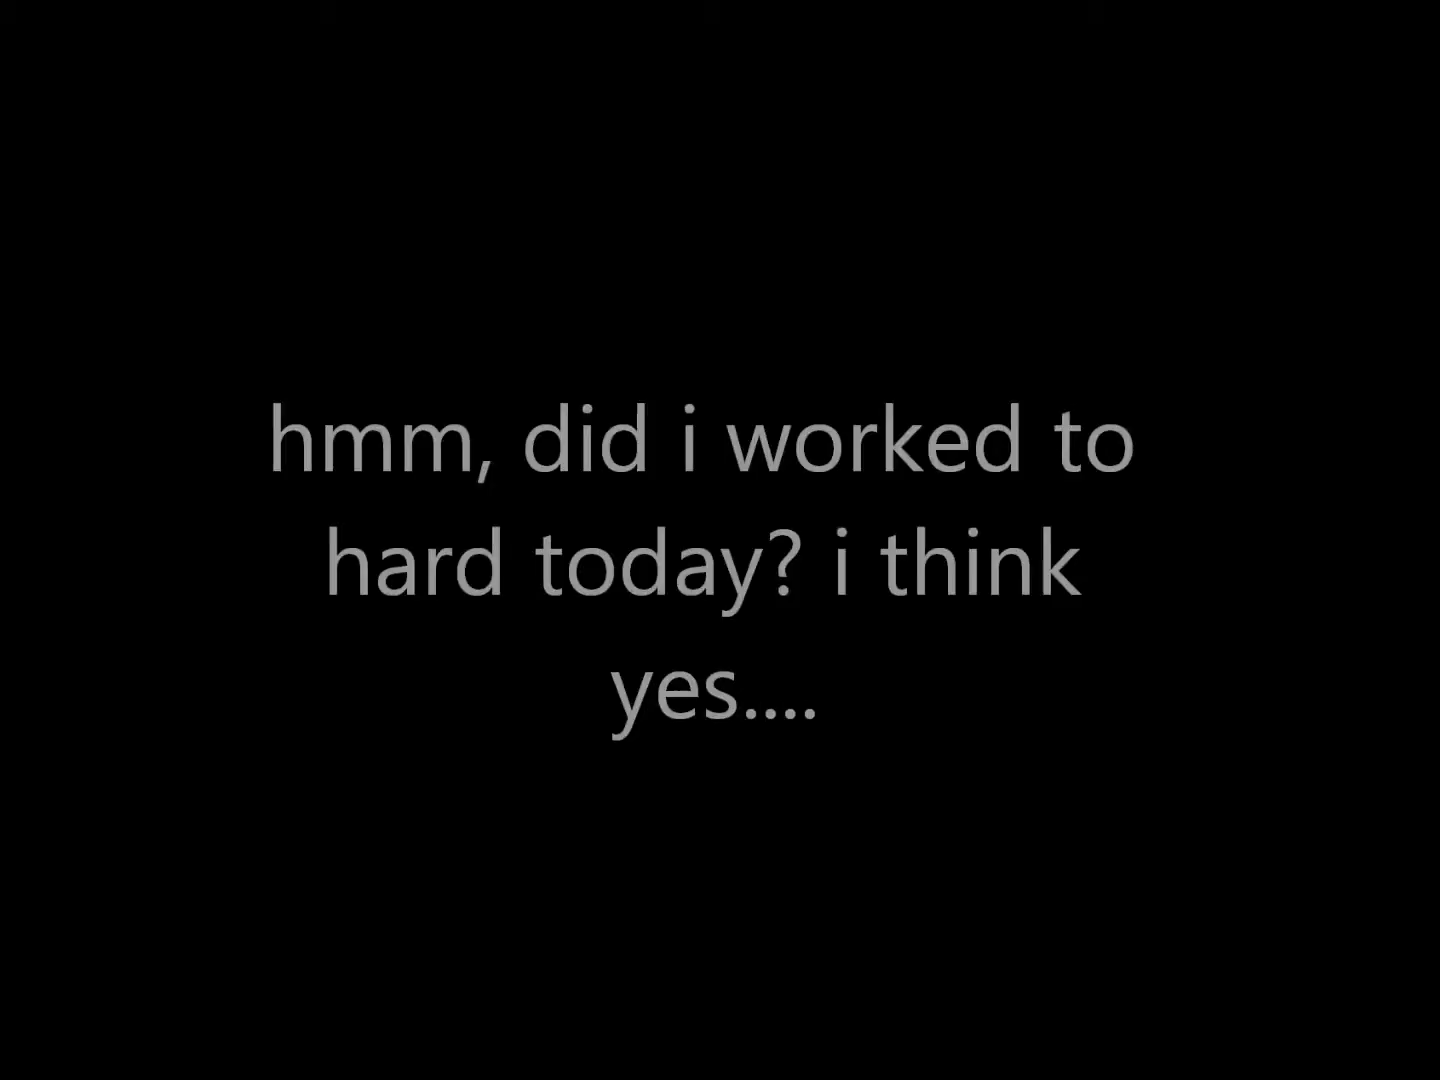 hmm, did i worked to
hard today? i think
yes....